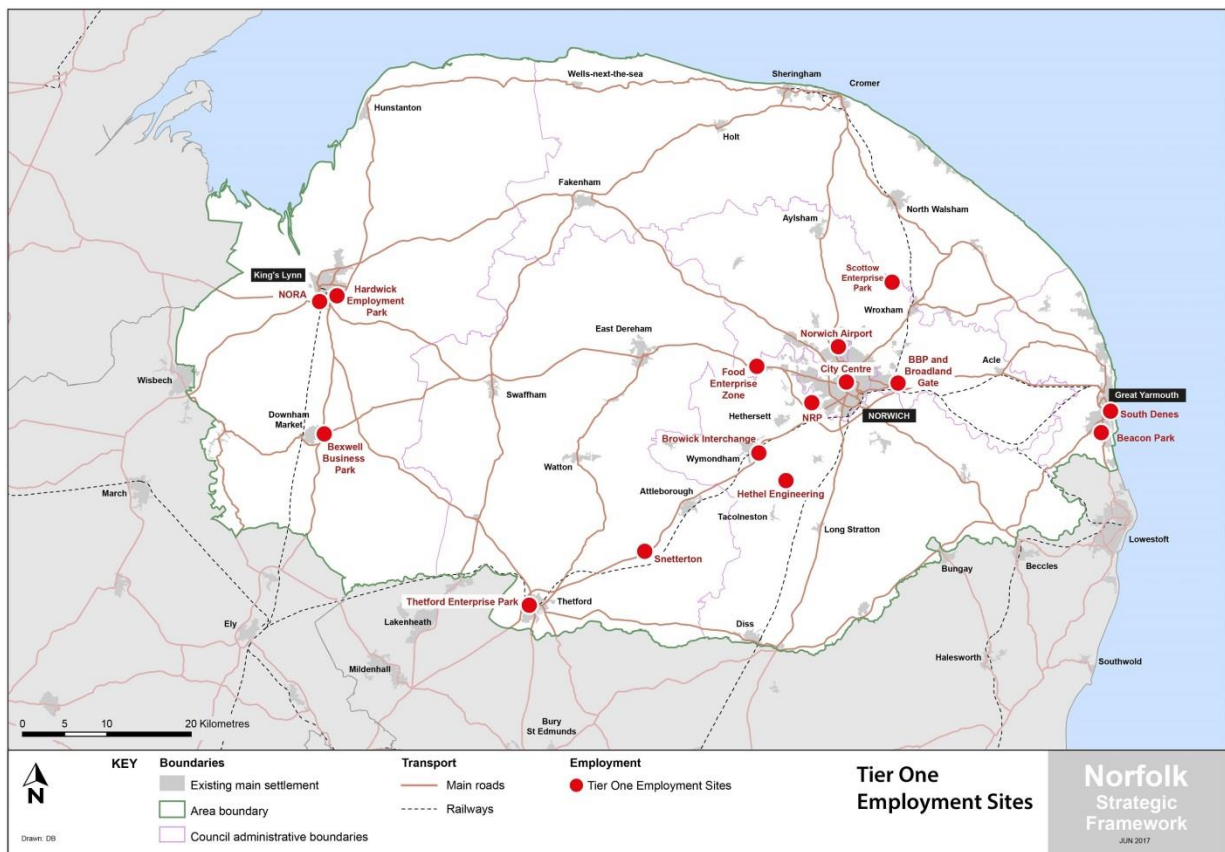 Wells-next-the-sea
Sheringham
Cromer
Hunstanton
Holt
Fakenham
North Walsham
Aylsham
King's Lynn
Scottow
Enterprise
Park
NORA
Hardwick
Employment
Park
Wroxham
East Dereham
Norwich Airport
Wisbech
Food
Enterprise
Zone
City Centre
BBP and
Broadland
Gate
Acle
Swaffham
Great Yarmouth
Downham
Market
Hethersett
NRP
NORWICH
South Denes
Bexwell
Business
Park
Browick Interchange
Beacon Park
Wymondham
Watton
March
Attleborough
Hethel Engineering
Tacolneston
Long Stratton
Lowestoft
Snetterton
Bungay
Beccles
Thetford Enterprise Park
Thetford
Ely
Lakenheath
Diss
Mildenhall
Halesworth
Southwold
Bury
St Edmunds
0 5 10 20 Kilometres
N
Drawn: DB
KEY
Boundaries
Existing main settlement
Area boundary
Council administrative boundaries
Transport
Main roads
Railways
Employment
Tier One Employment Sites
Tier One
Employment Sites
Norfolk
Strategic
Framework
JUN 2017